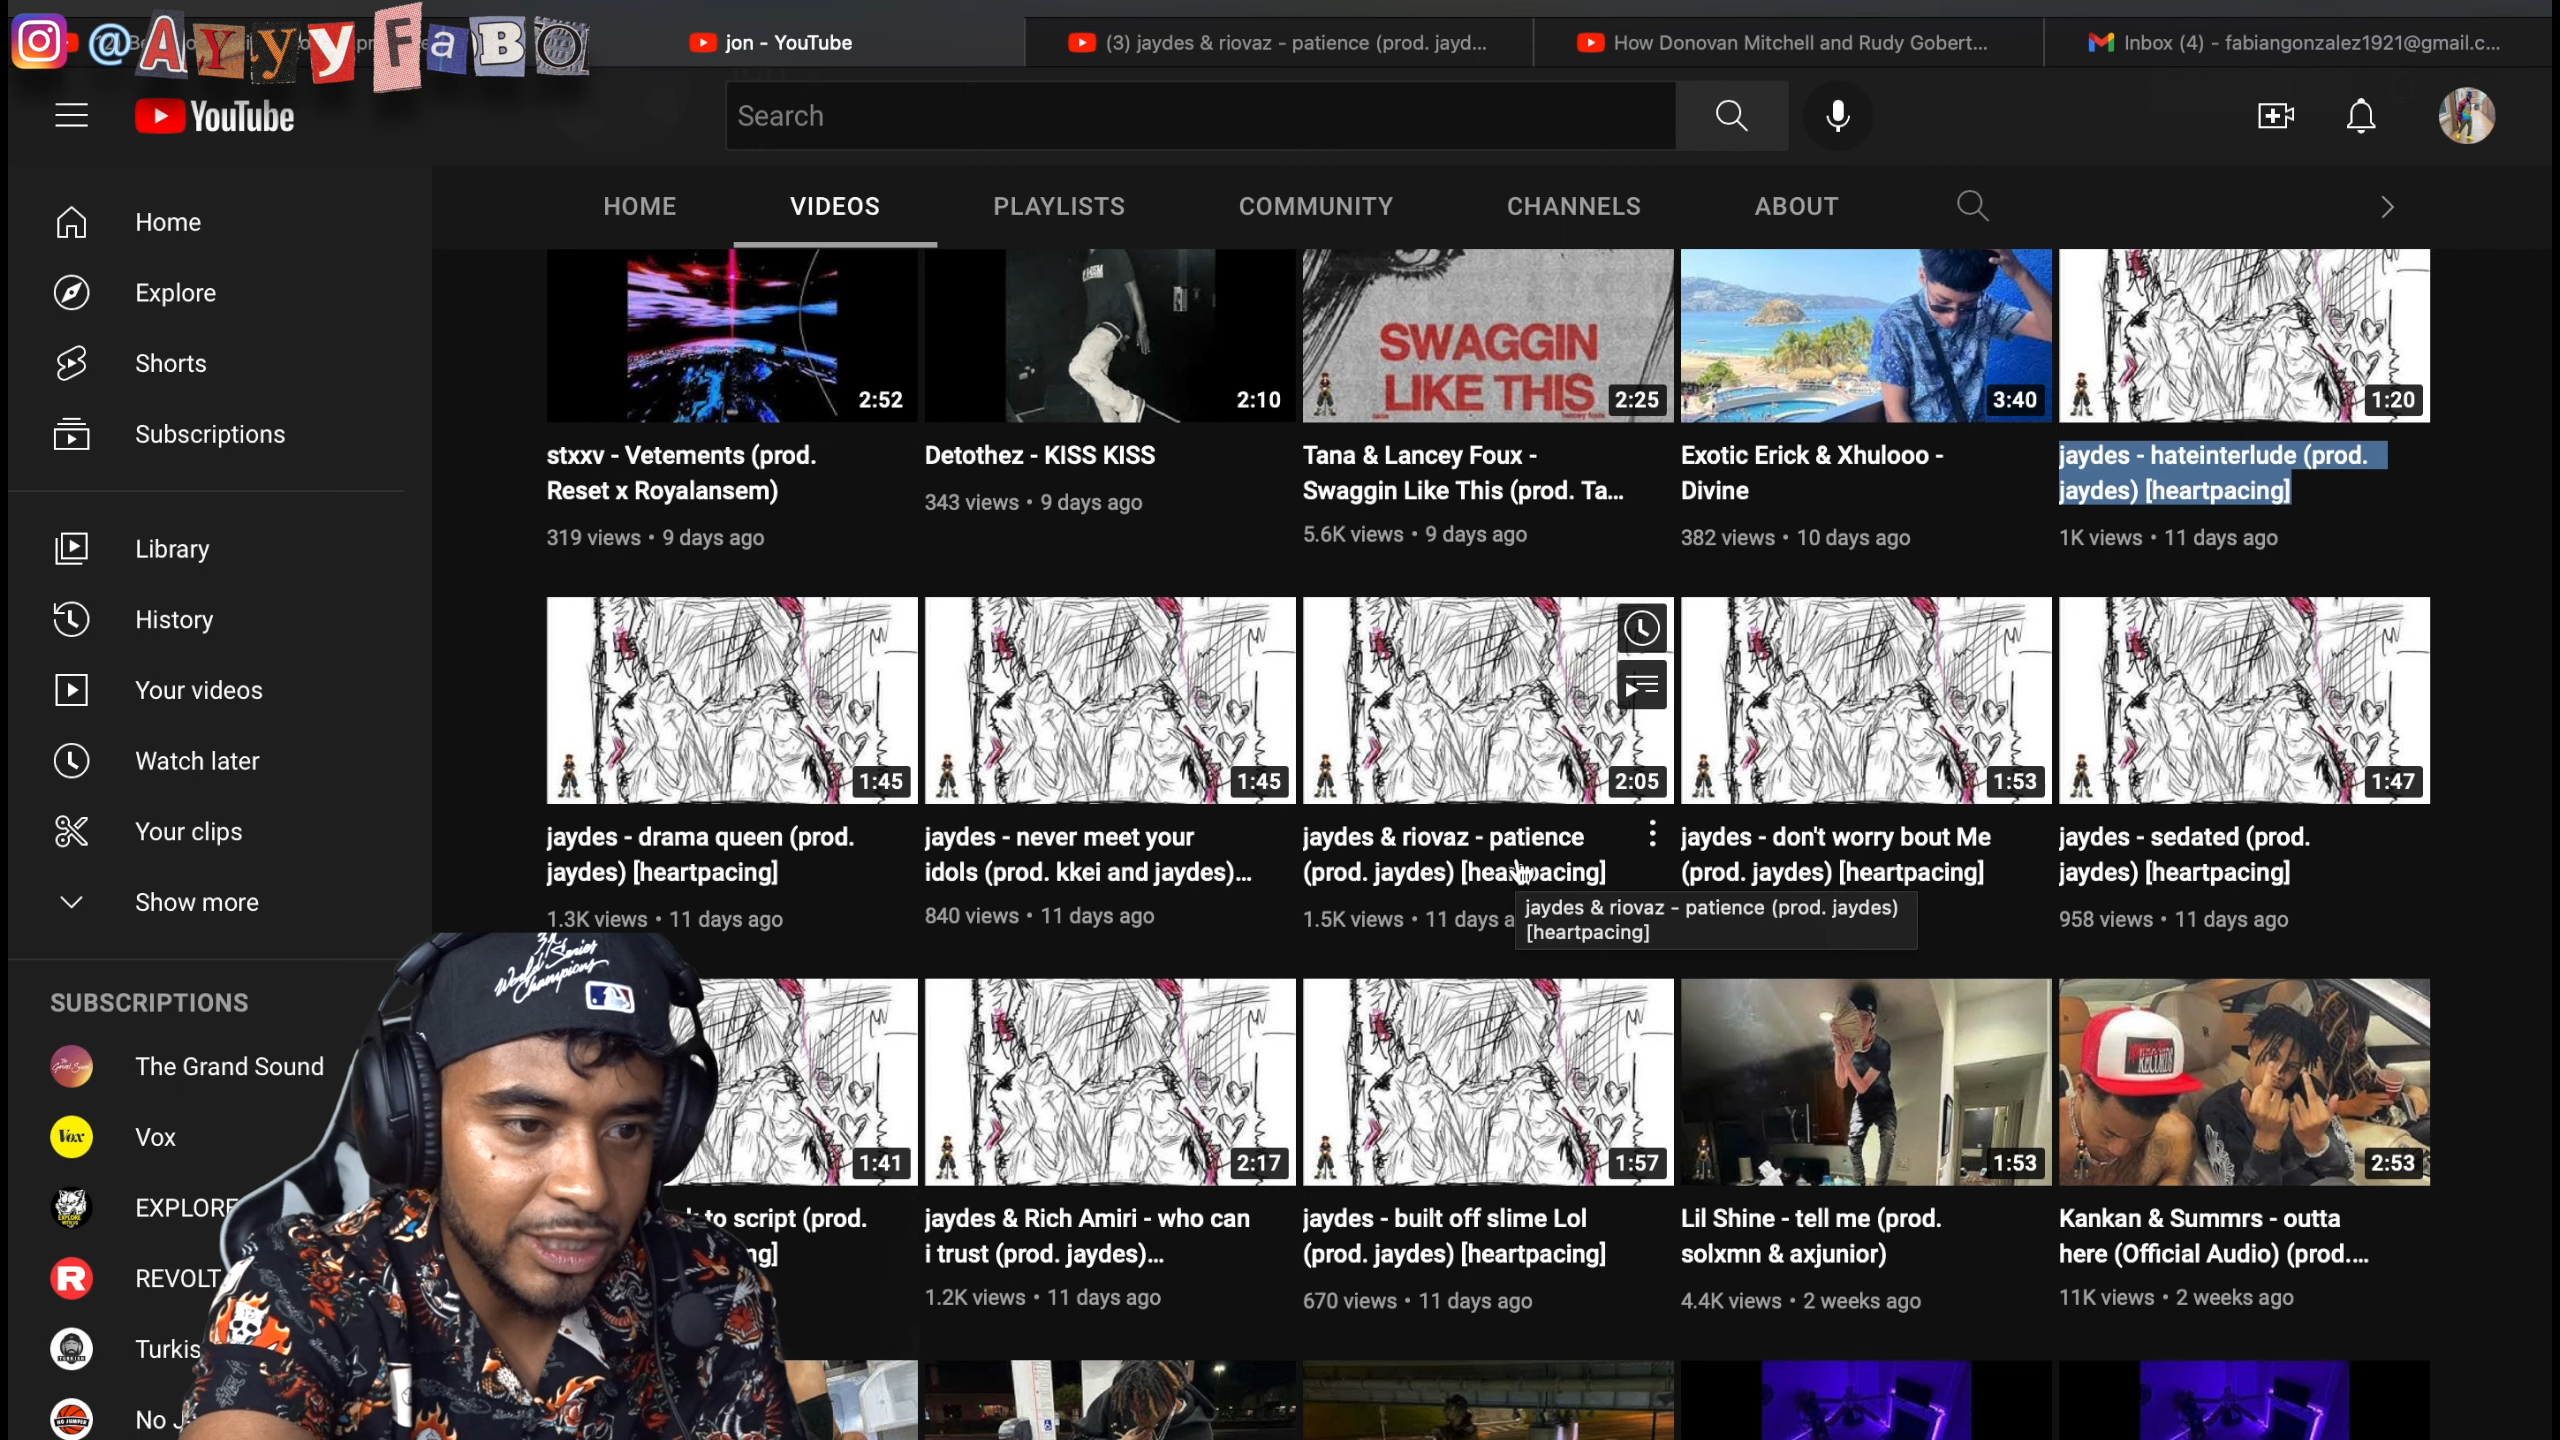 @AyyyFaBO
jon - YouTube
(3) jaydes & riovaz - patience (prod. jayd...
How Donovan Mitchell and Rudy Gobert...
Inbox (4) - fabiangonzalez1921@gmail.c...
YouTube
Search
HOME
VIDEOS
PLAYLISTS
COMMUNITY
CHANNELS
ABOUT
Home
Explore
Shorts
Subscriptions
Library
History
Your videos
Watch later
Your clips
Show more
SUBSCRIPTIONS
The Grand Sound
Vox
EXPLORE
REVOLT
Turkis
No J
2:52
stxxv - Vetements (prod.
Reset x Royalansem)
319 views • 9 days ago
2:10
Detothez - KISS KISS
343 views • 9 days ago
SWAGGIN
LIKE THIS
2:25
Tana & Lancey Foux -
Swaggin Like This (prod. Ta...
5.6K views • 9 days ago
3:40
Exotic Erick & Xhulooo -
Divine
382 views • 10 days ago
1:20
jaydes - hateinterlude (prod.
jaydes) [heartpacing]
1K views • 11 days ago
1:45
jaydes - drama queen (prod.
jaydes) [heartpacing]
1.3K views • 11 days ago
1:45
jaydes - never meet your
idols (prod. kkei and jaydes)...
840 views • 11 days ago
2:05
jaydes & riovaz - patience
(prod. jaydes) [heartpacing]
1.5K views • 11 days a
jaydes & riovaz - patience (prod. jaydes)
[heartpacing]
1:53
jaydes - don't worry bout Me
(prod. jaydes) [heartpacing]
1:47
jaydes - sedated (prod.
jaydes) [heartpacing]
958 views • 11 days ago
1:41
to script (prod.
ng]
2:17
jaydes & Rich Amiri - who can
i trust (prod. jaydes)...
1.2K views • 11 days ago
1:57
jaydes - built off slime Lol
(prod. jaydes) [heartpacing]
670 views • 11 days ago
1:53
Lil Shine - tell me (prod.
solxmn & axjunior)
4.4K views • 2 weeks ago
RECORDS
2:53
Kankan & Summrs - outta
here (Official Audio) (prod....
11K views • 2 weeks ago
World Series
Champions